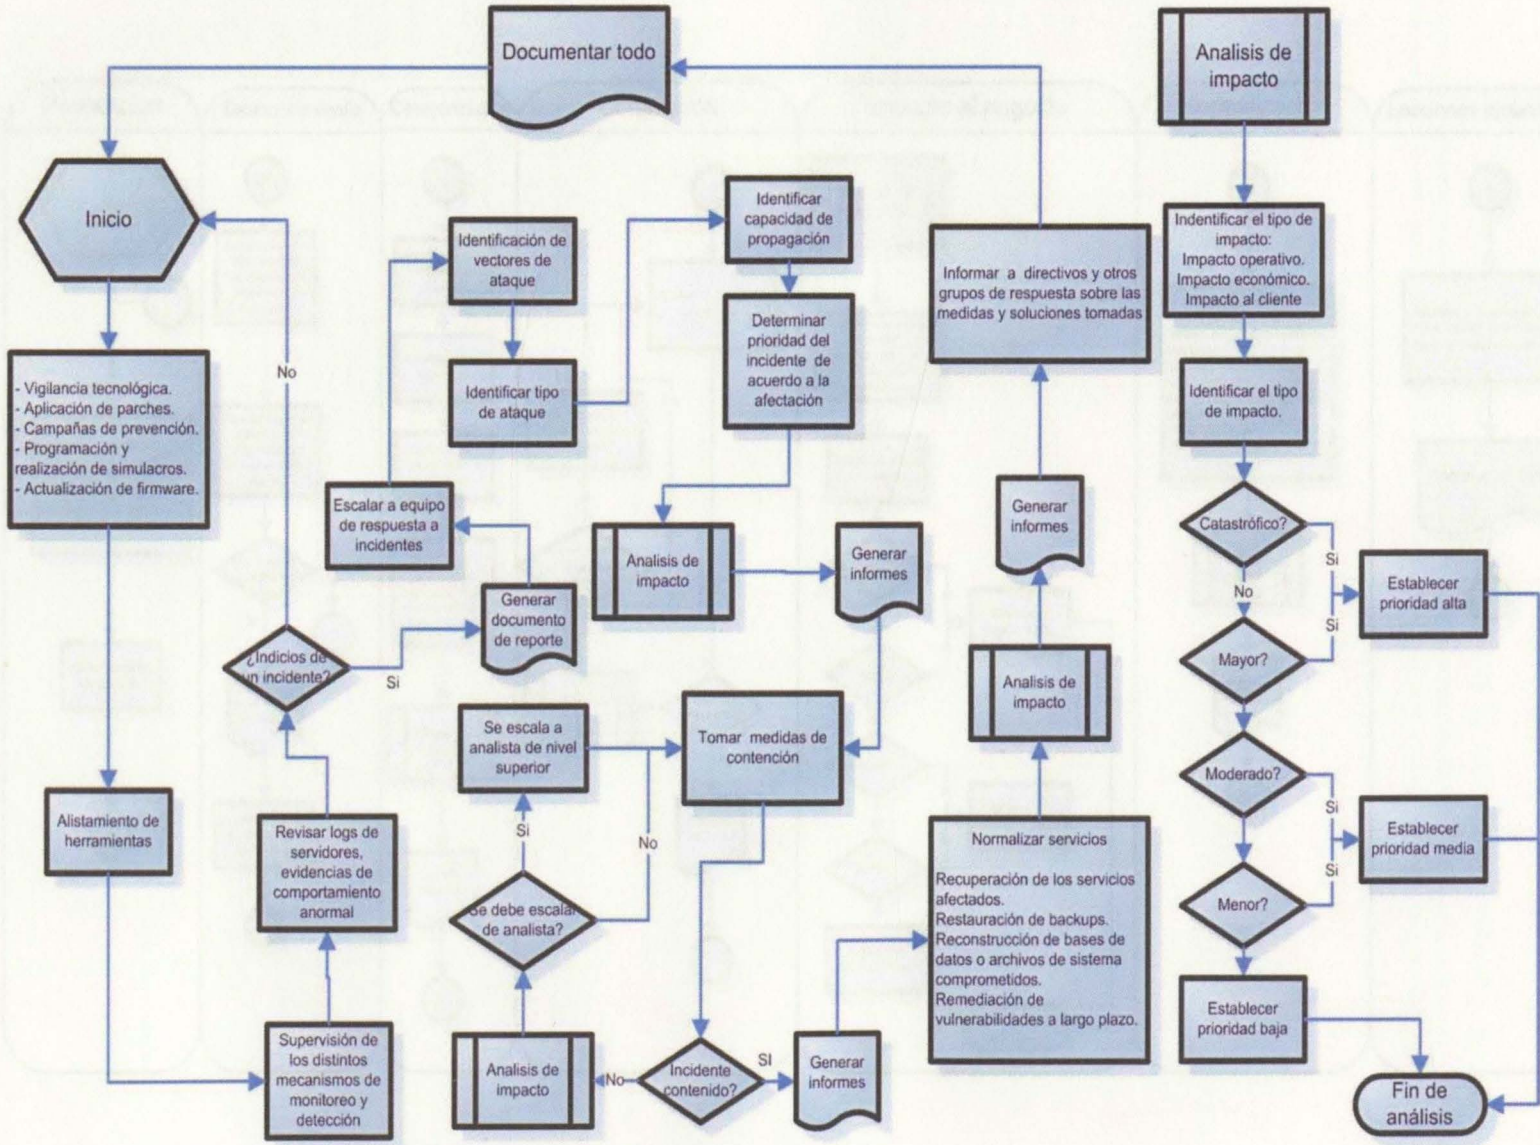 Documentar todo
Inicio
- Vigilancia tecnológica.
- Aplicación de parches.
- Campañas de prevención.
- Programación y
realización de simulacros.
- Actualización de firmware.
Alistamiento de
herramientas
Supervisión de
los distintos
mecanismos de
monitoreo y
detección
Revisar logs de
servidores,
evidencias de
comportamiento
anormal
¿Indicios de
un incidente?
No
Si
Generar
documento
de reporte
Escalar a equipo
de respuesta a
incidentes
Identificación de
vectores de
ataque
Identificar tipo
de ataque
Identificar
capacidad de
propagación
Determinar
prioridad del
incidente de
acuerdo a la
afectación
Analisis de
impacto
Generar
informes
Tomar medidas de
contención
Incidente
contenido?
No
SI
Analisis de
impacto
Se debe escalar
de analista?
Si
No
Se escala a
analista de nivel
superior
Generar
informes
Normalizar servicios
Recuperación de los servicios
afectados.
Restauración de backups.
Reconstrucción de bases de
datos o archivos de sistema
comprometidos.
Remediación de
vulnerabilidades a largo plazo.
Analisis de
impacto
Generar
informes
Informar a directivos y otros
grupos de respuesta sobre las
medidas y soluciones tomadas
Analisis de
impacto
Indentificar el tipo de
impacto:
Impacto operativo.
Impacto económico.
Impacto al cliente
Identificar el tipo
de impacto.
Catastrófico?
Si
No
Si
Mayor?
Establecer
prioridad alta
Moderado?
Si
Si
Menor?
Establecer
prioridad media
Establecer
prioridad baja
Fin de
análisis